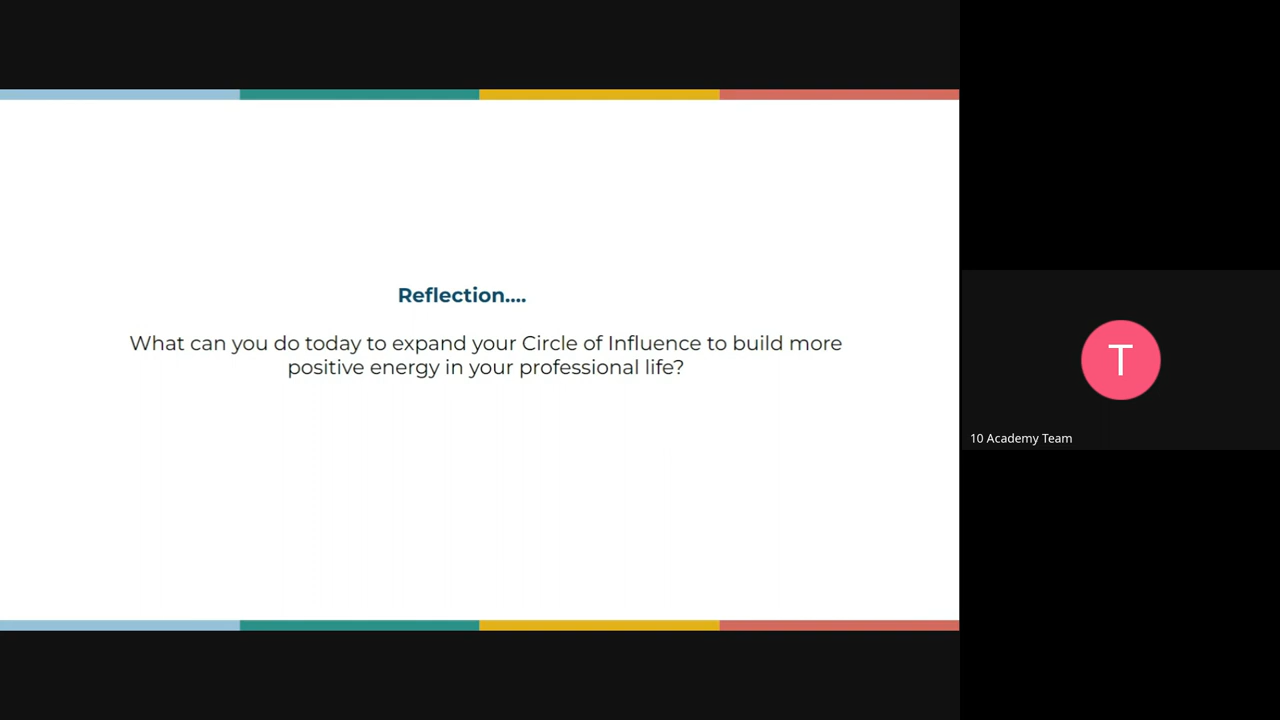 Reflection....
What can you do today to expand your Circle of Influence to build more
positive energy in your professional life?
T
10 Academy Team